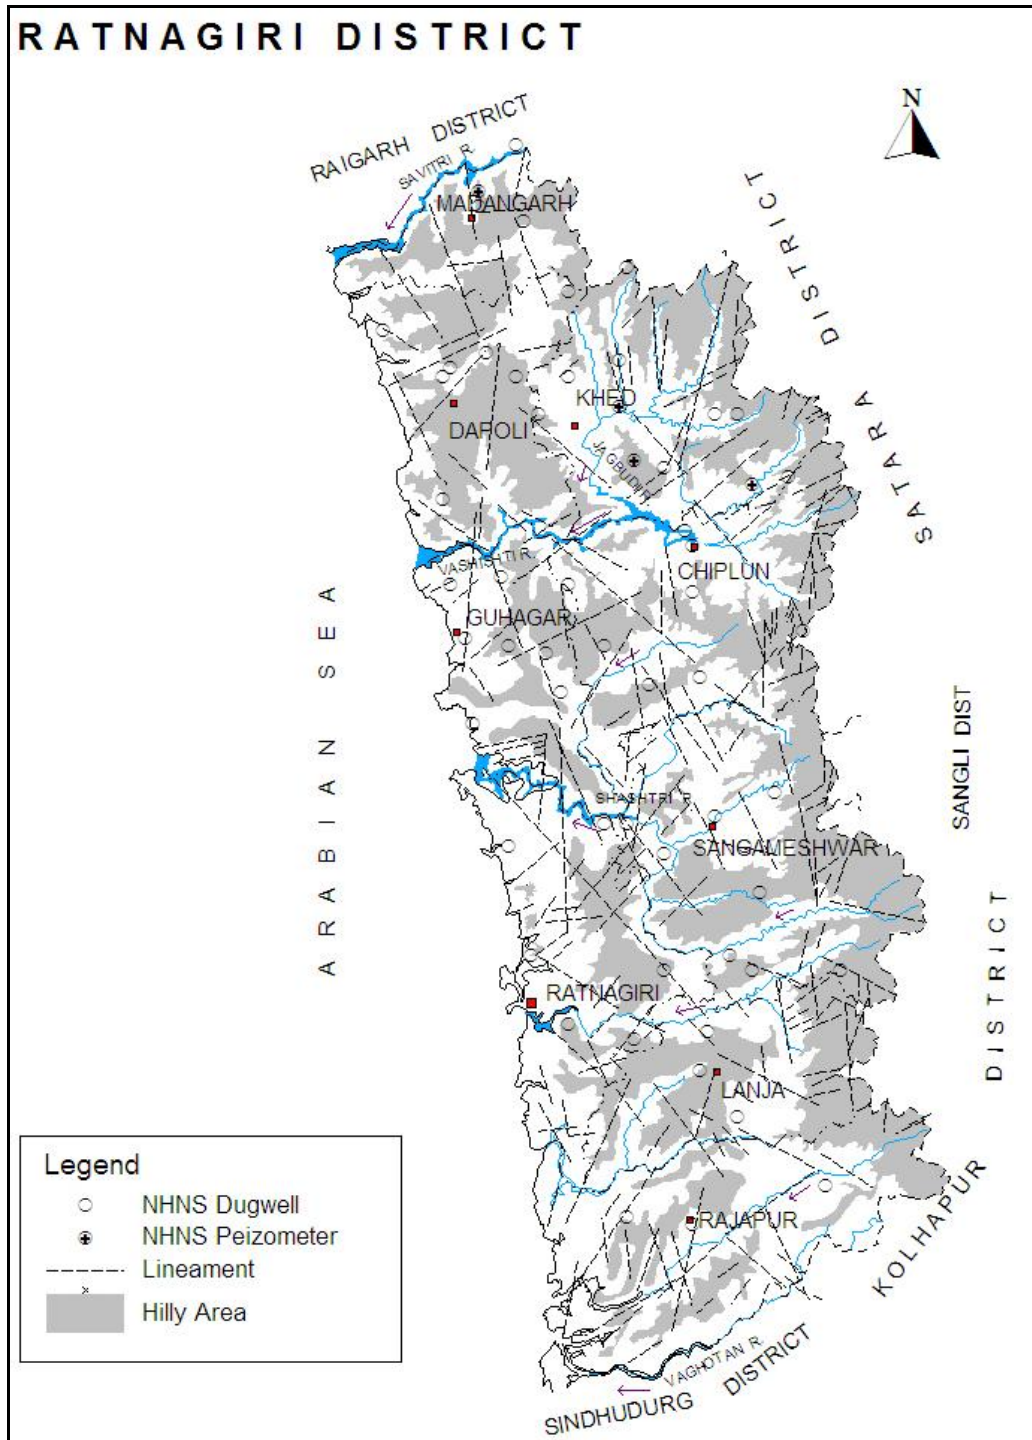 RATNAGIRI DISTRICT
N
RAIGARH DISTRICT
SAVITRI R.
MADANGARH
SATARA DISTRICT
KHED
DAPOLI
JAGBUDI R.
VASHISHTI R.
CHIPLUN
GUHAGAR
ARABIAN SEA
SANGLI DIST
SHASHTRI R.
SANGAMESHWAR
RATNAGIRI
LANJA
RAJAPUR
KOLHAPUR DISTRICT
VAGHOTAN R.
SINDHUDURG DISTRICT
Legend
NHNS Dugwell
NHNS Peizometer
Lineament
Hilly Area